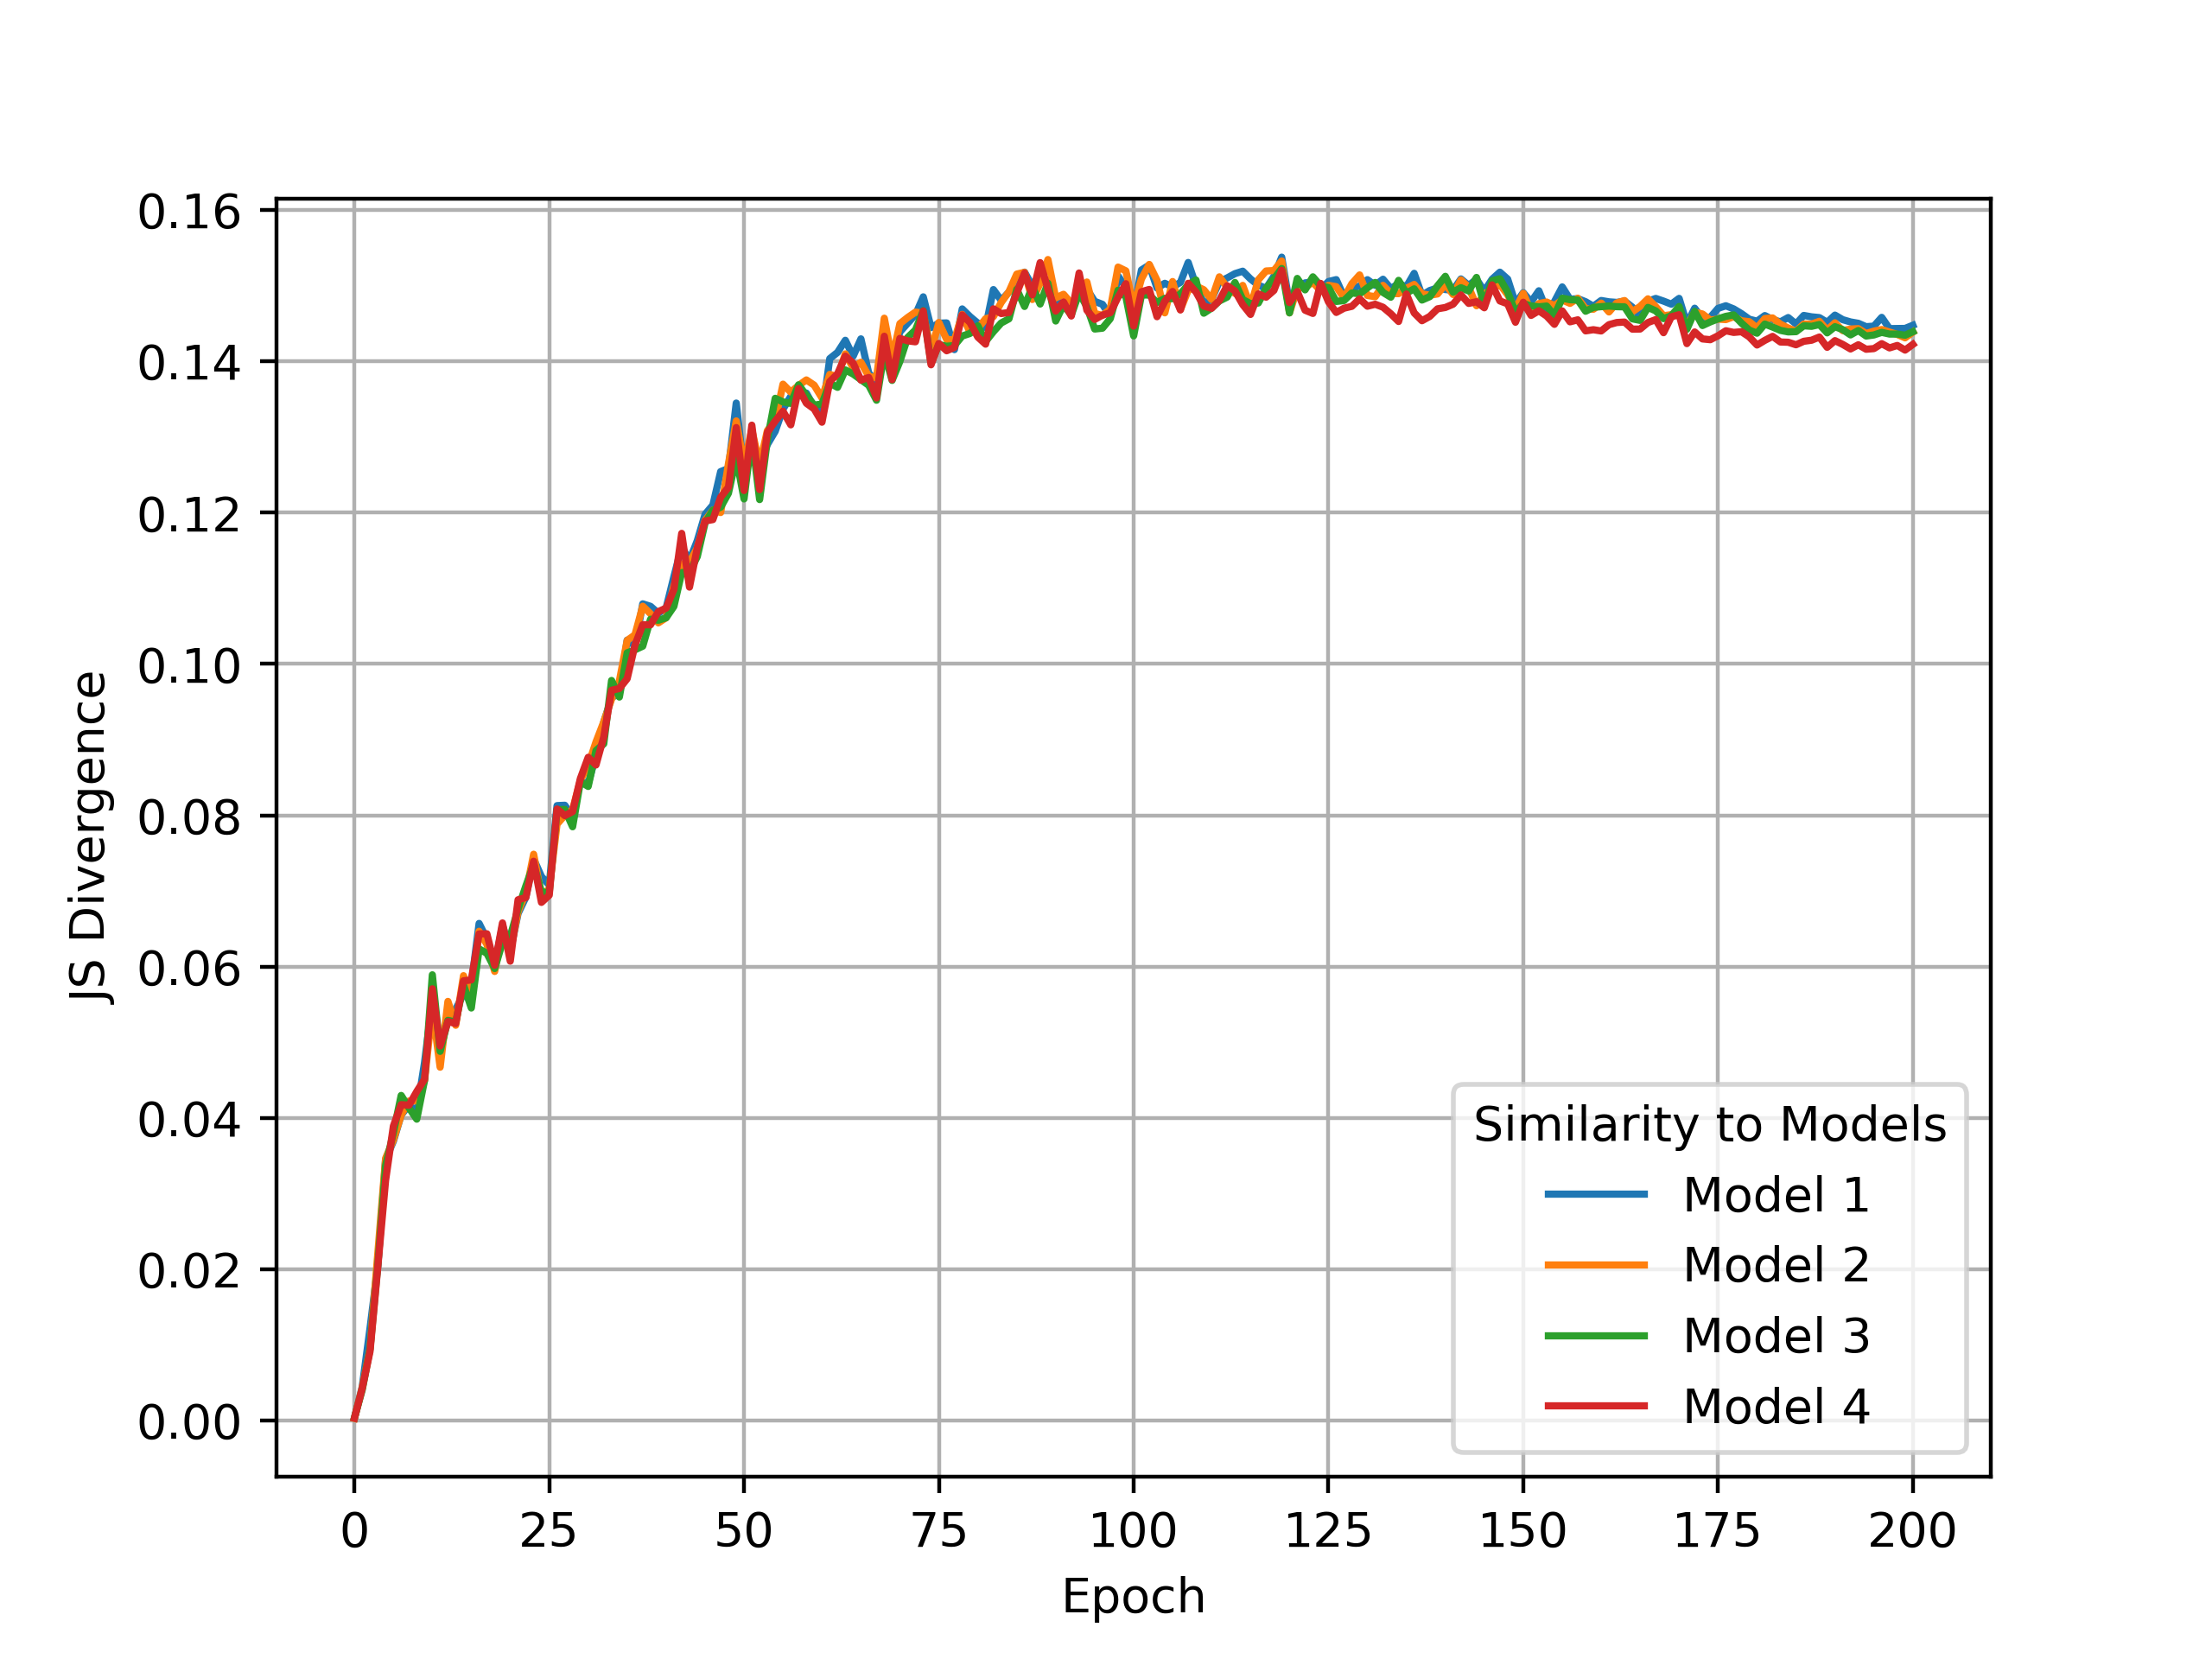 0.16
0.14
0.12
0.10
0.08
0.06
0.04
0.02
0.00
JS Divergence
Similarity to Models
Model 1
Model 2
Model 3
Model 4
0 25 50 75 100 125 150 175 200
Epoch